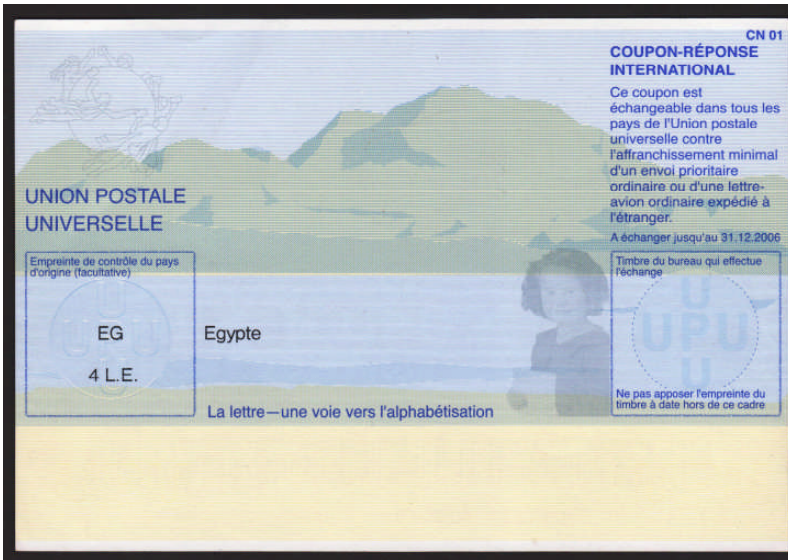 CN 01
COUPON-RÉPONSE
INTERNATIONAL
Ce coupon est
échangeable dans tous les
pays de l'Union postale
universelle contre
l'affranchissement minimal
d'un envoi prioritaire
ordinaire ou d'une lettre-
avion ordinaire expédié à
l'étranger.
A échanger jusqu'au 31.12.2006
UNION POSTALE
UNIVERSELLE
Empreinte de contrôle du pays
d'origine (facultative)
EG
4 L.E.
Egypte
La lettre—une voie vers l'alphabétisation
Timbre du bureau qui effectue
l'échange
U
UPU
U
Ne pas apposer l'empreinte du
timbre à date hors de ce cadre